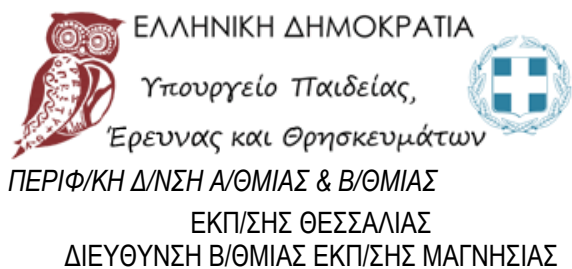 ΕΛΛΗΝΙΚΗ ΔΗΜΟΚΡΑΤΙΑ
Υπουργείο Παιδείας,
Έρευνας και Θρησκευμάτων
ΠΕΡΙΦ/ΚΗ Δ/ΝΣΗ Α/ΘΜΙΑΣ & Β/ΘΜΙΑΣ
ΕΚΠ/ΣΗΣ ΘΕΣΣΑΛΙΑΣ
ΔΙΕΥΘΥΝΣΗ Β/ΘΜΙΑΣ ΕΚΠ/ΣΗΣ ΜΑΓΝΗΣΙΑΣ